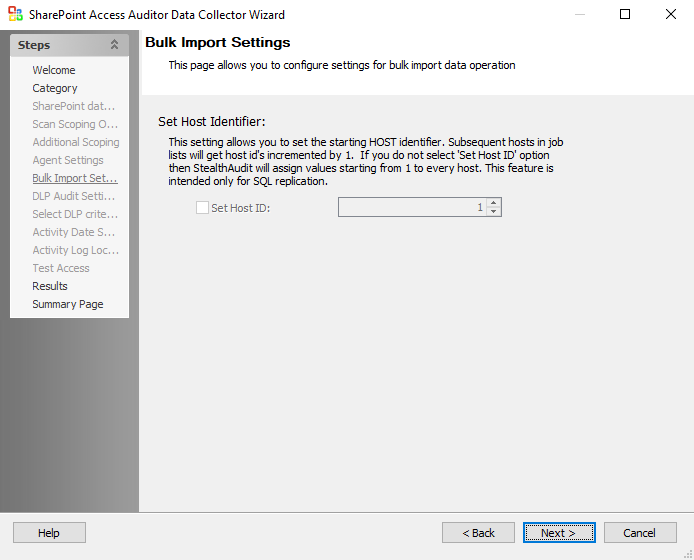 SharePoint Access Auditor Data Collector Wizard
Steps
Welcome
Category
SharePoint dat...
Scan Scoping O...
Additional Scoping
Agent Settings
Bulk Import Set...
DLP Audit Setti...
Select DLP crite...
Activity Date S...
Activity Log Loc...
Test Access
Results
Summary Page
Bulk Import Settings
This page allows you to configure settings for bulk import data operation
Set Host Identifier:
This setting allows you to set the starting HOST identifier. Subsequent hosts in job
lists will get host id's incremented by 1.  If you do not select 'Set Host ID' option
then StealthAudit will assign values starting from 1 to every host. This feature is
intended only for SQL replication.
Set Host ID:
1
Help
< Back
Next >
Cancel